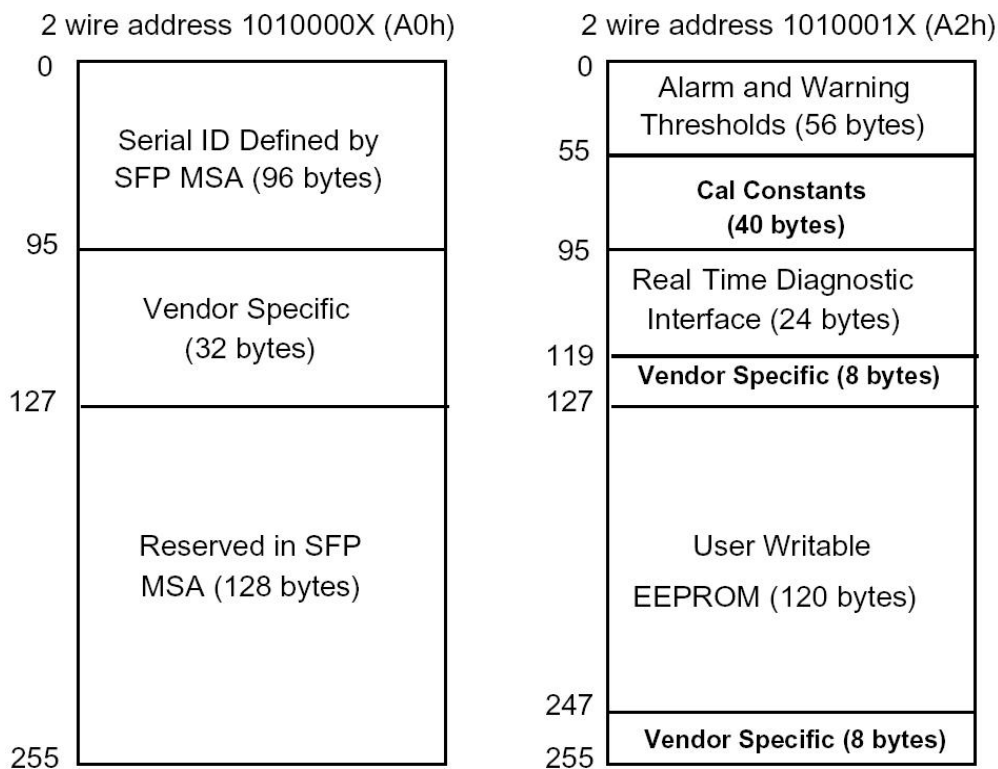 2 wire address 1010000X (A0h)
0
Serial ID Defined by
SFP MSA (96 bytes)
95
Vendor Specific
(32 bytes)
127
Reserved in SFP
MSA (128 bytes)
255
2 wire address 1010001X (A2h)
0
Alarm and Warning
Thresholds (56 bytes)
55
Cal Constants
(40 bytes)
95
Real Time Diagnostic
Interface (24 bytes)
119
Vendor Specific (8 bytes)
127
User Writable
EEPROM (120 bytes)
247
Vendor Specific (8 bytes)
255